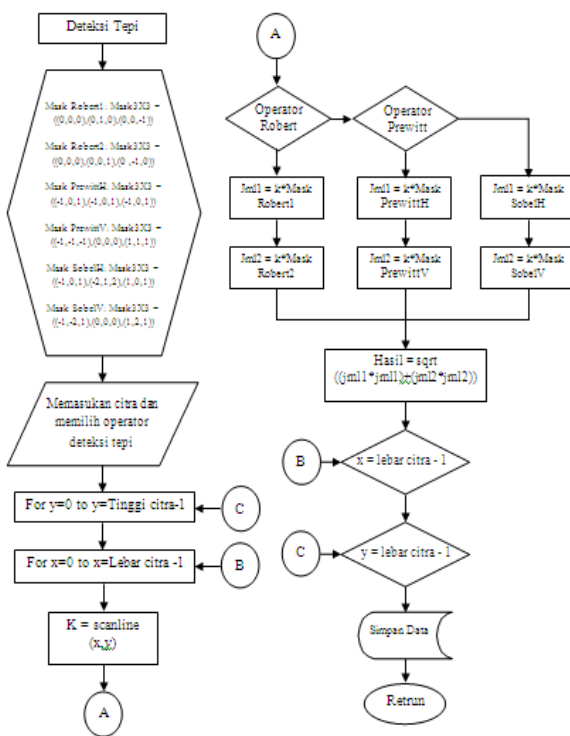 Deteksi Tepi
Mask Robert1. Mask3X3 =
((0,0,0),(0,1,0),(0,0,-1))
Mask Robert2. Mask3X3 =
((0,0,0),(0,0,1),(0 ,-1,0))
Mask PrewittH. Mask3X3 =
((-1,0,1),(-1,0,1),(-1,0,1))
Mask PrewittV. Mask3X3 =
((-1,-1,-1),(0,0,0),(1,1,1))
Mask SobelH. Mask3X3 =
((-1,0,1),(-2,1,2),(1,0,1))
Mask SobelV. Mask3X3 =
((-1,-2,1),(0,0,0),(1,2,1))
Memasukan citra dan
memilih operator
deteksi tepi
For y=0 to y=Tinggi citra-1
C
For x=0 to x=Lebar citra -1
B
K = scanline
(x,y)
A
A
Operator
Robert
Operator
Prewitt
Jml1 = k*Mask
Robert1
Jml1 = k*Mask
PrewittH
Jml1 = k*Mask
SobelH
Jml2 = k*Mask
Robert2
Jml2 = k*Mask
PrewittV
Jml2 = k*Mask
SobelV
Hasil = sqrt
((jml1*jml1)+(jml2*jml2))
B
x = lebar citra - 1
C
y = lebar citra - 1
Simpan Data
Retrun